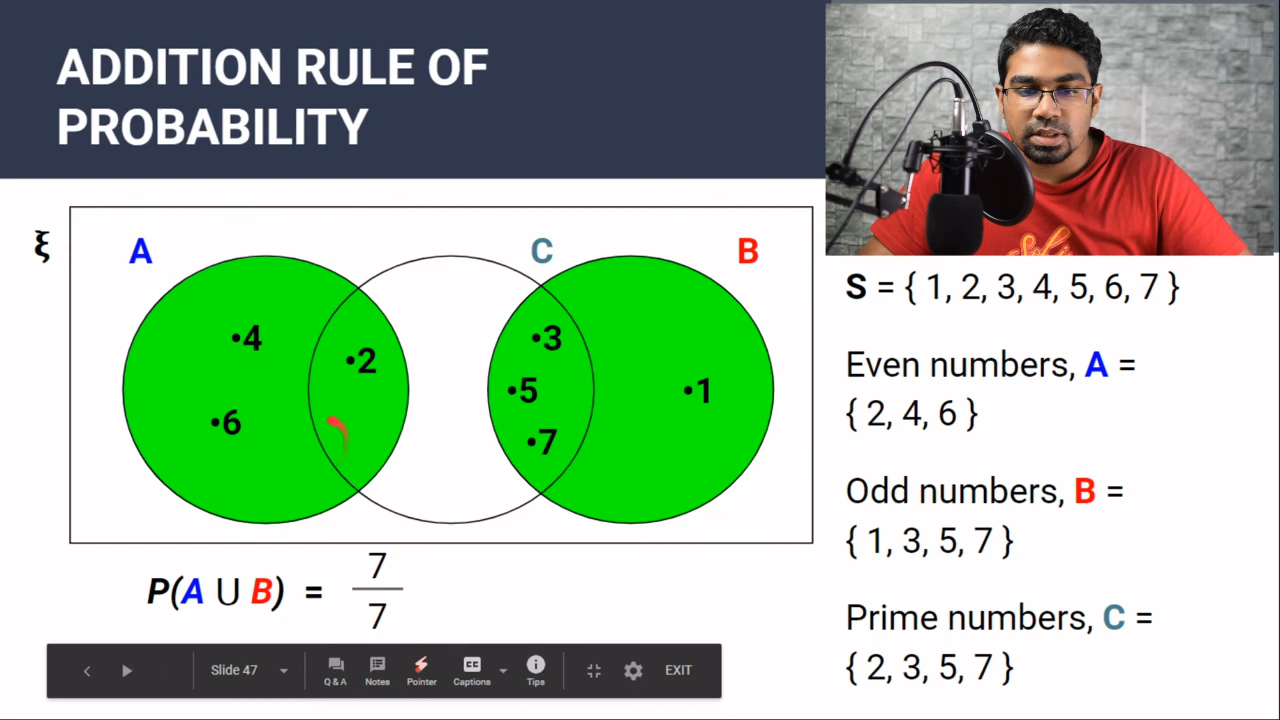 ADDITION RULE OF
PROBABILITY
ξ
A
C
B
•4
•2
•6
•3
•5
•7
•1
P(A ∪ B) = 7/7
S = { 1, 2, 3, 4, 5, 6, 7 }
Even numbers, A =
{ 2, 4, 6 }
Odd numbers, B =
{ 1, 3, 5, 7 }
Prime numbers, C =
{ 2, 3, 5, 7 }
Slide 47
Q & A
Notes
Pointer
CC
Captions
Tips
EXIT